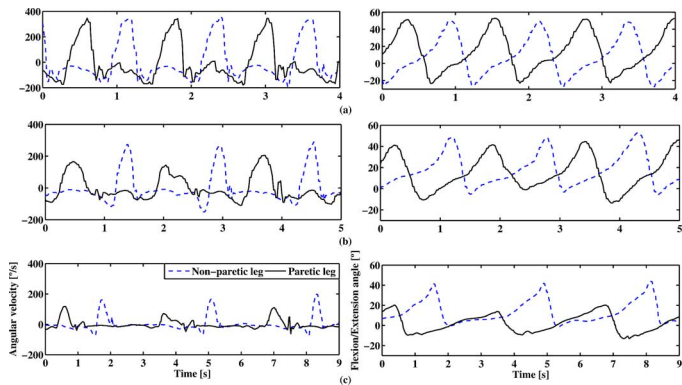 400
200
0
−200
0 1 2 3 4
60
40
20
0
−20
0 1 2 3 4
(a)
400
200
0
−200
0 1 2 3 4 5
60
40
20
0
−20
0 1 2 3 4 5
(b)
Angular velocity [°/s]
400
200
0
−200
Non−paretic leg Paretic leg
0 1 2 3 4 5 6 7 8 9
Time [s]
Flexion/Extension angle [°]
60
40
20
0
−20
0 1 2 3 4 5 6 7 8 9
Time [s]
(c)